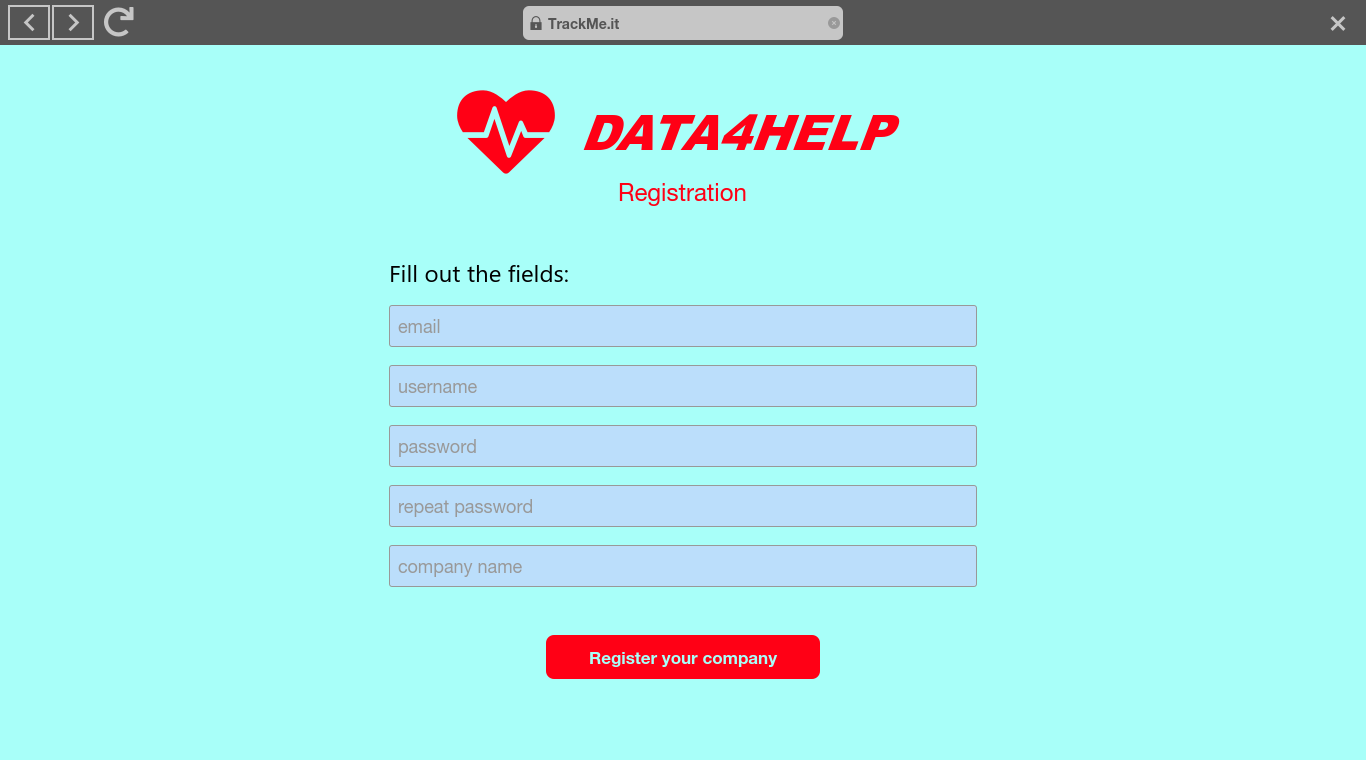 TrackMe.it
DATA4HELP
Registration
Fill out the fields:
email
username
password
repeat password
company name
Register your company